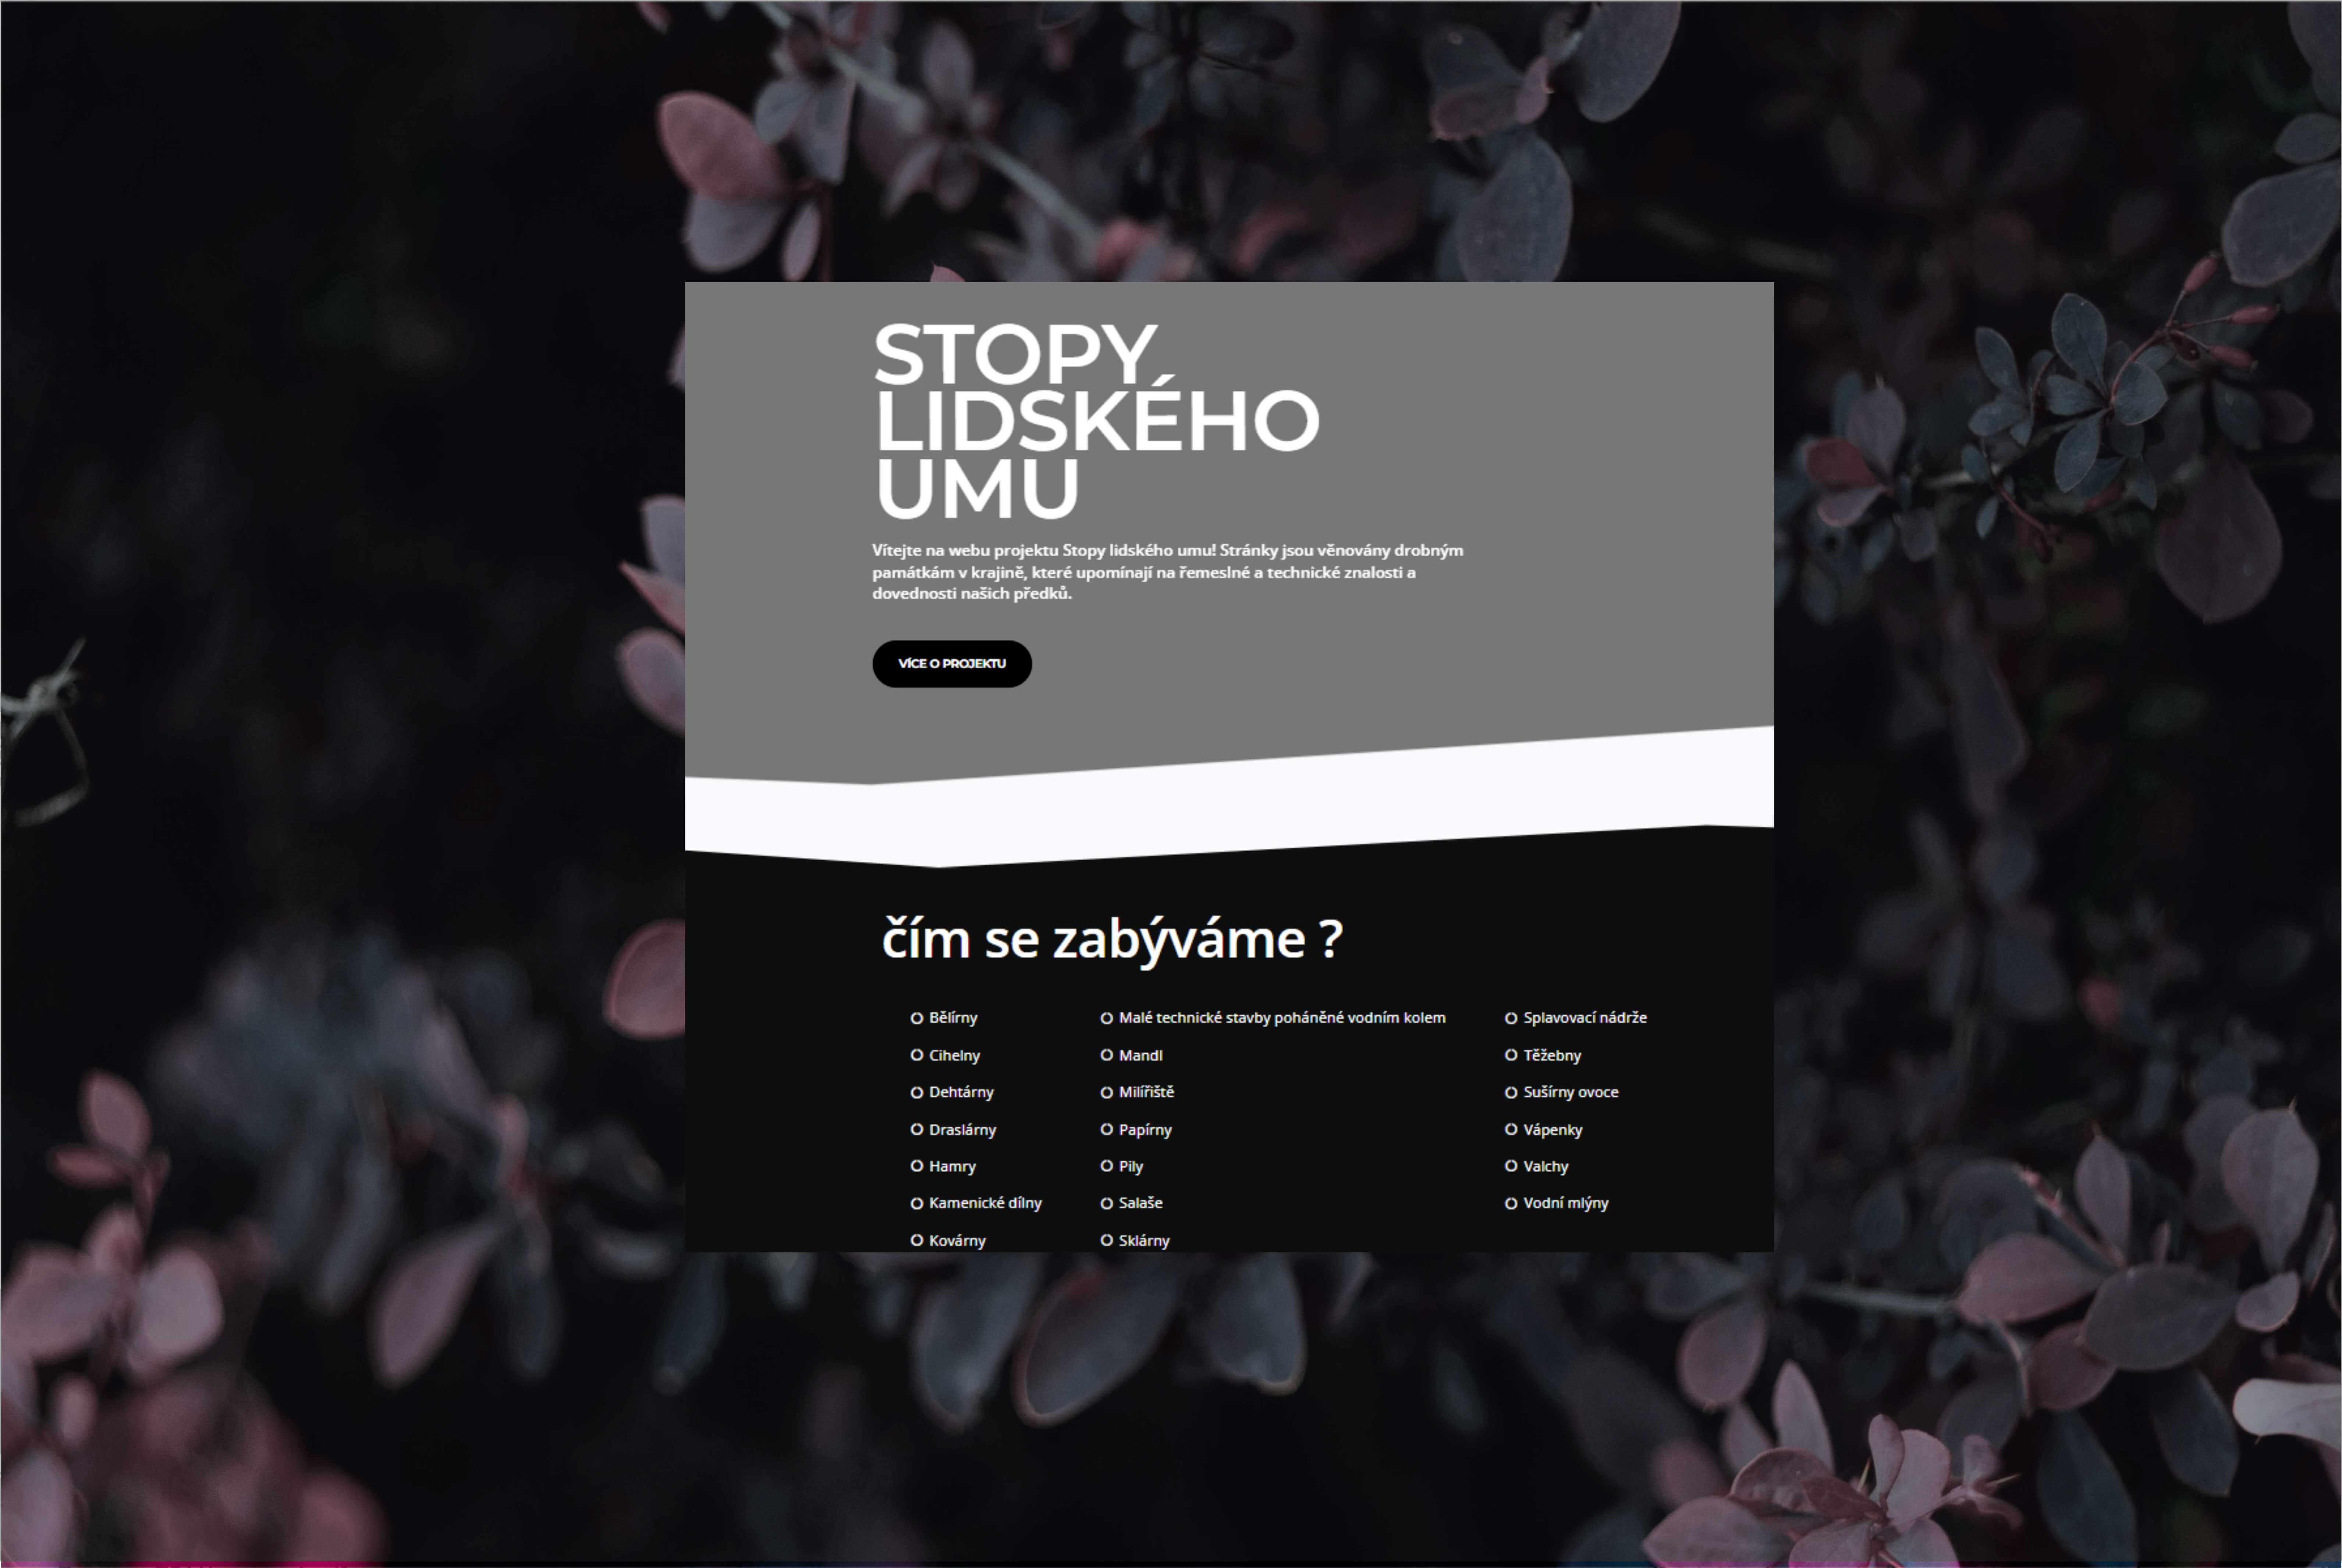 STOPY
LIDSKÉHO
UMU
Vítejte na webu projektu Stopy lidského umu! Stránky jsou věnovány drobným
památkám v krajině, které upomínají na řemeslné a technické znalosti a
dovednosti našich předků.
VÍCE O PROJEKTU
čím se zabýváme ?
Bělírny
Cihelny
Dehtárny
Draslárny
Hamry
Kamenické dílny
Kovárny
Malé technické stavby poháněné vodním kolem
Mandl
Milířiště
Papírny
Pily
Salaše
Sklárny
Splavovací nádrže
Těžebny
Sušírny ovoce
Vápenky
Valchy
Vodní mlýny